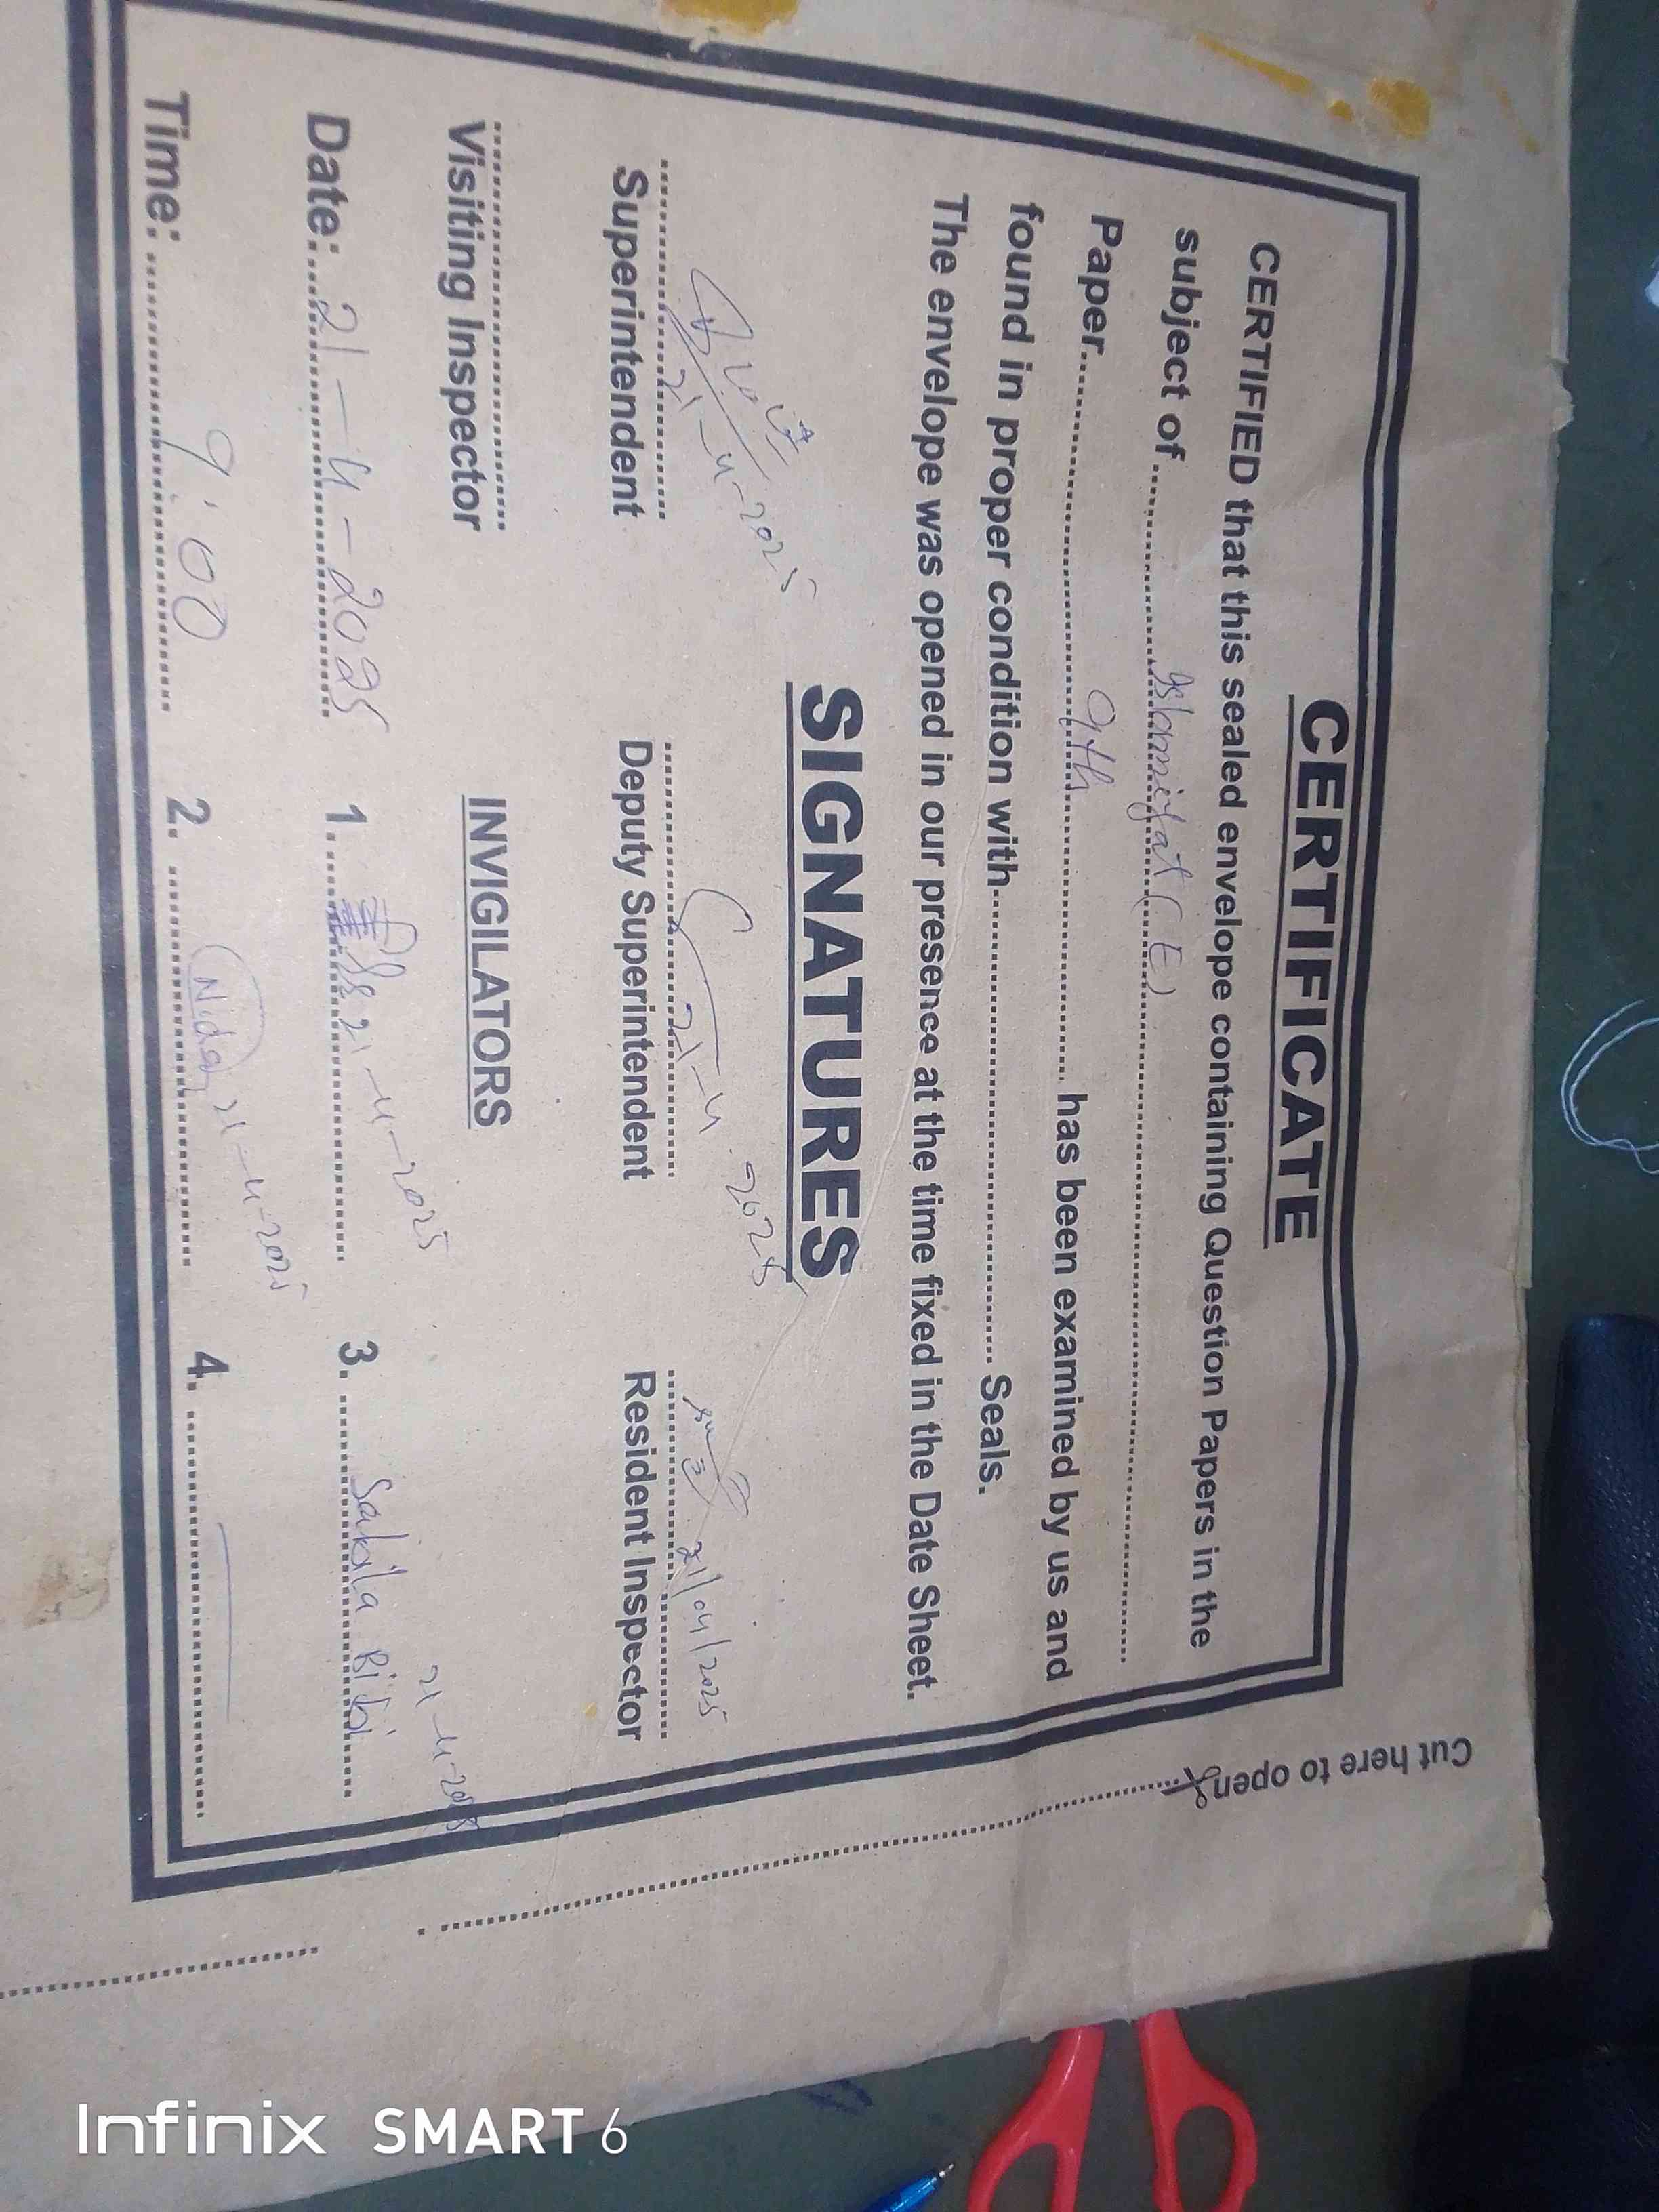 CERTIFICATE
CERTIFIED that this sealed envelope containing Question Papers in the
subject of .......... Islamiyat (E) ..........
Paper .......... 9th .......... has been examined by us and
found in proper condition with .................... Seals.
The envelope was opened in our presence at the time fixed in the Date Sheet.
SIGNATURES
21-4-2025 21-4-2025 21/04/2025
Superintendent Deputy Superintendent Resident Inspector
Visiting Inspector INVIGILATORS
Date: 21-4-2025 1. 21-4-2025 3. Sabila Bibi 21-4-2025
Time: 9:00 2. Nida 21-4-2025 4.
Cut here to open
Infinix SMART 6